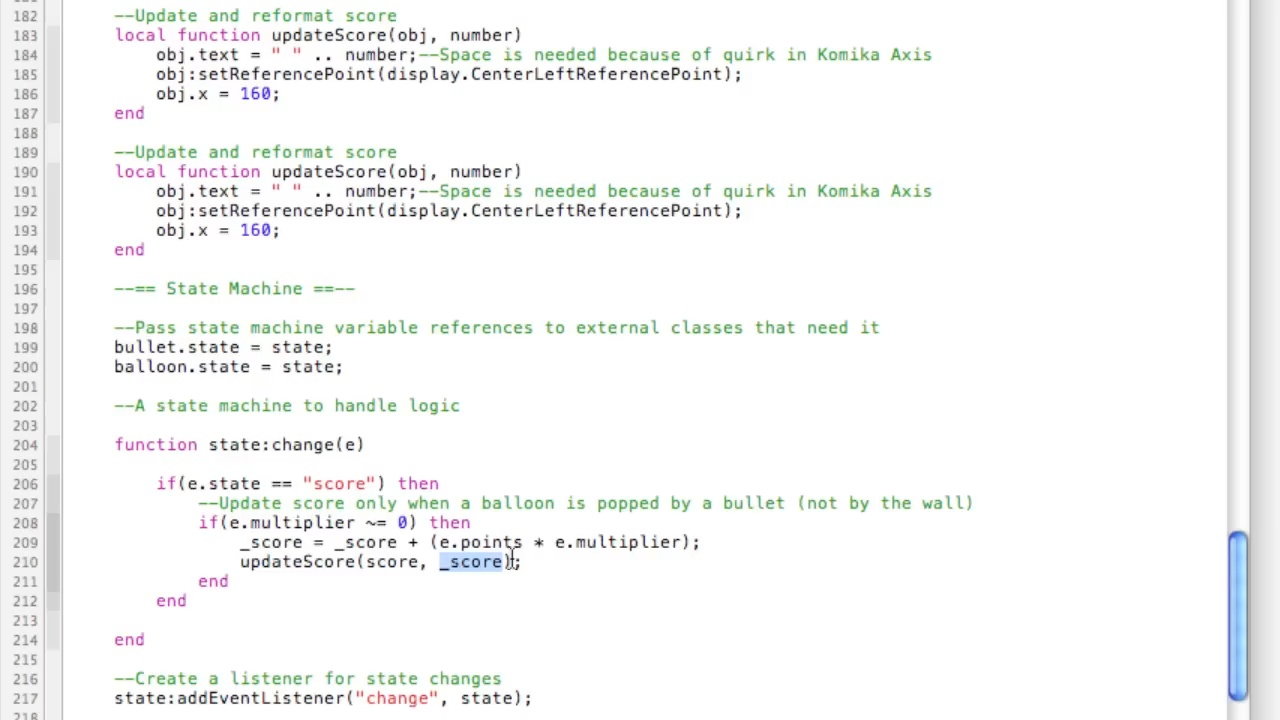 182 --Update and reformat score
183 local function updateScore(obj, number)
184 obj.text = " " .. number;--Space is needed because of quirk in Komika Axis
185 obj:setReferencePoint(display.CenterLeftReferencePoint);
186 obj.x = 160;
187 end
188
189 --Update and reformat score
190 local function updateScore(obj, number)
191 obj.text = " " .. number;--Space is needed because of quirk in Komika Axis
192 obj:setReferencePoint(display.CenterLeftReferencePoint);
193 obj.x = 160;
194 end
195
196 --== State Machine ==--
197
198 --Pass state machine variable references to external classes that need it
199 bullet.state = state;
200 balloon.state = state;
201
202 --A state machine to handle logic
203
204 function state:change(e)
205
206 if(e.state == "score") then
207 --Update score only when a balloon is popped by a bullet (not by the wall)
208 if(e.multiplier ~= 0) then
209 _score = _score + (e.points * e.multiplier);
210 updateScore(score, _score);
211 end
212 end
213
214 end
215
216 --Create a listener for state changes
217 state:addEventListener("change", state);
218